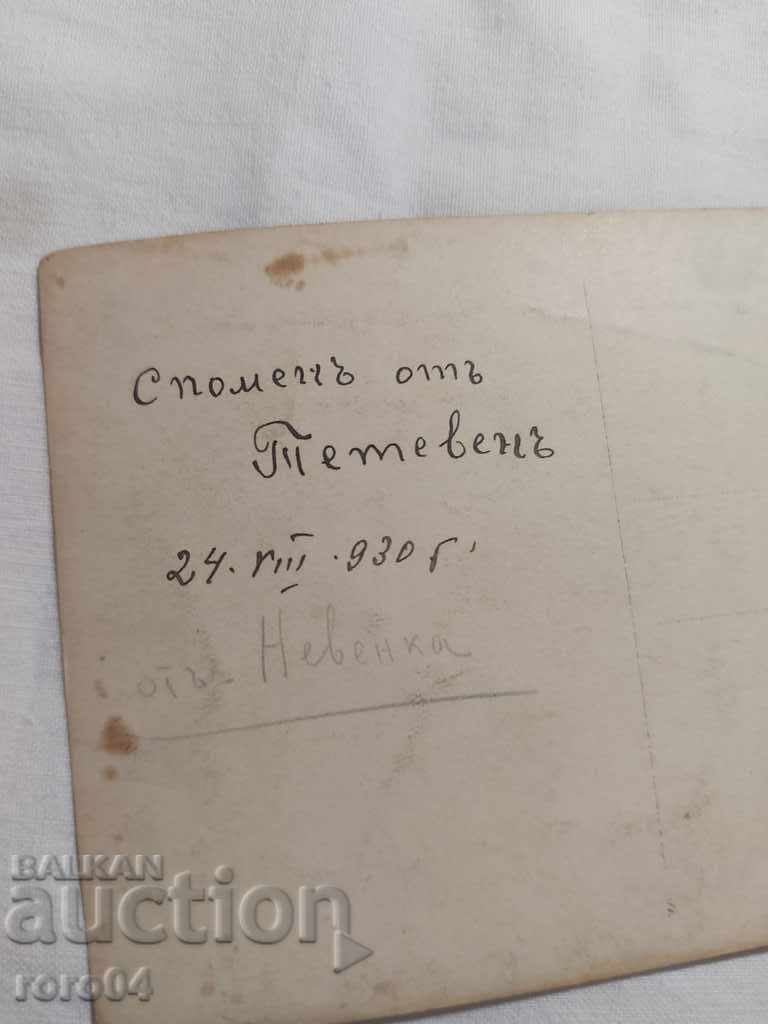 Споменъ отъ
Тетевенъ
24. VIII. 930 г.
отъ Невенка
BALKAN
auction
roro04